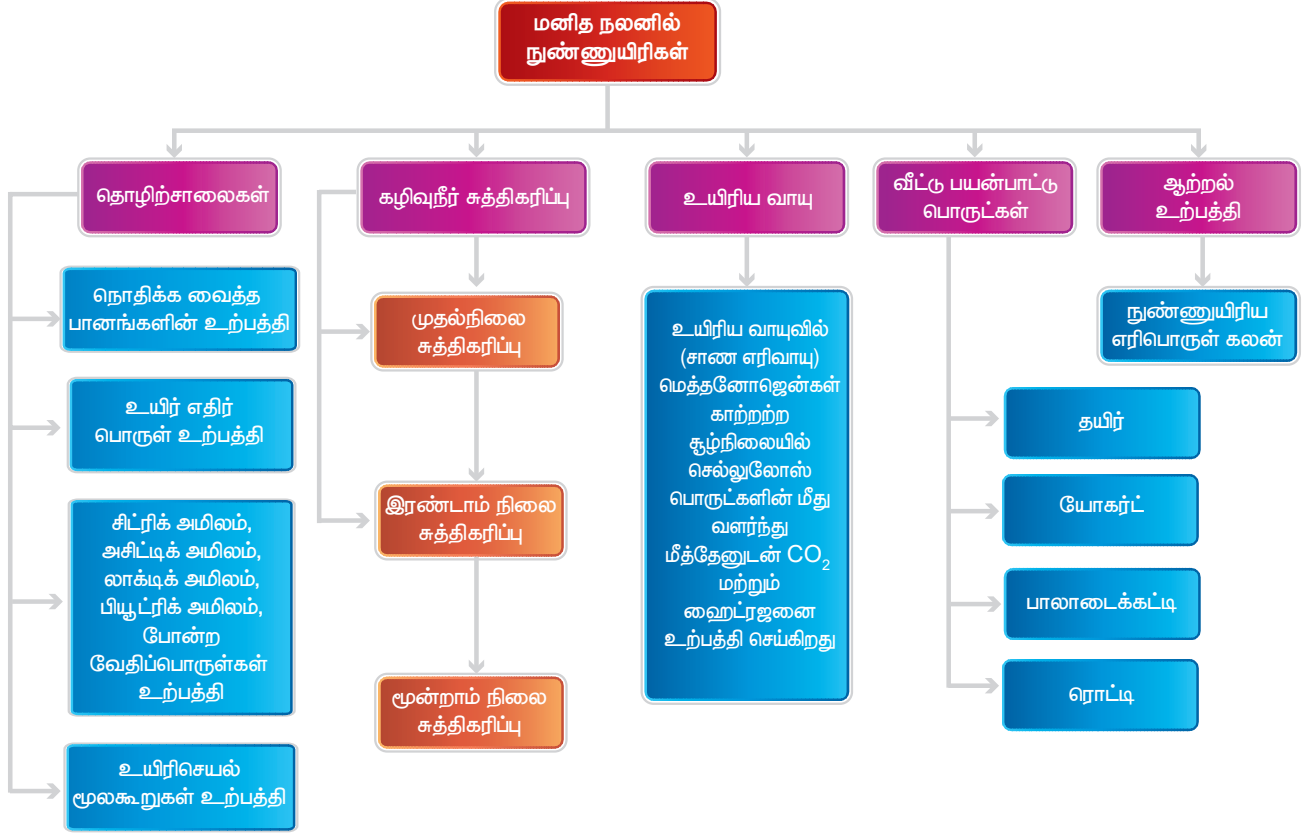 மனித நலனில்
நுண்ணுயிரிகள்
தொழிற்சாலைகள்
நொதிக்க வைத்த
பானங்களின் உற்பத்தி
உயிர் எதிர்
பொருள் உற்பத்தி
சிட்ரிக் அமிலம்,
அசிட்டிக் அமிலம்,
லாக்டிக் அமிலம்,
பியூட்ரிக் அமிலம்,
போன்ற
வேதிப்பொருள்கள்
உற்பத்தி
உயிரிசெயல்
மூலகூறுகள் உற்பத்தி
கழிவுநீர் சுத்திகரிப்பு
முதல்நிலை
சுத்திகரிப்பு
இரண்டாம் நிலை
சுத்திகரிப்பு
மூன்றாம் நிலை
சுத்திகரிப்பு
உயிரிய வாயு
உயிரிய வாயுவில்
(சாண எரிவாயு)
மெத்தனோஜென்கள்
காற்றற்ற
சூழ்நிலையில்
செல்லுலோஸ்
பொருட்களின் மீது
வளர்ந்து
மீத்தேனுடன் CO₂
மற்றும்
ஹைட்ரஜனை
உற்பத்தி செய்கிறது
வீட்டு பயன்பாட்டு
பொருட்கள்
தயிர்
யோகர்ட்
பாலாடைக்கட்டி
ரொட்டி
ஆற்றல்
உற்பத்தி
நுண்ணுயிரிய
எரிபொருள் கலன்